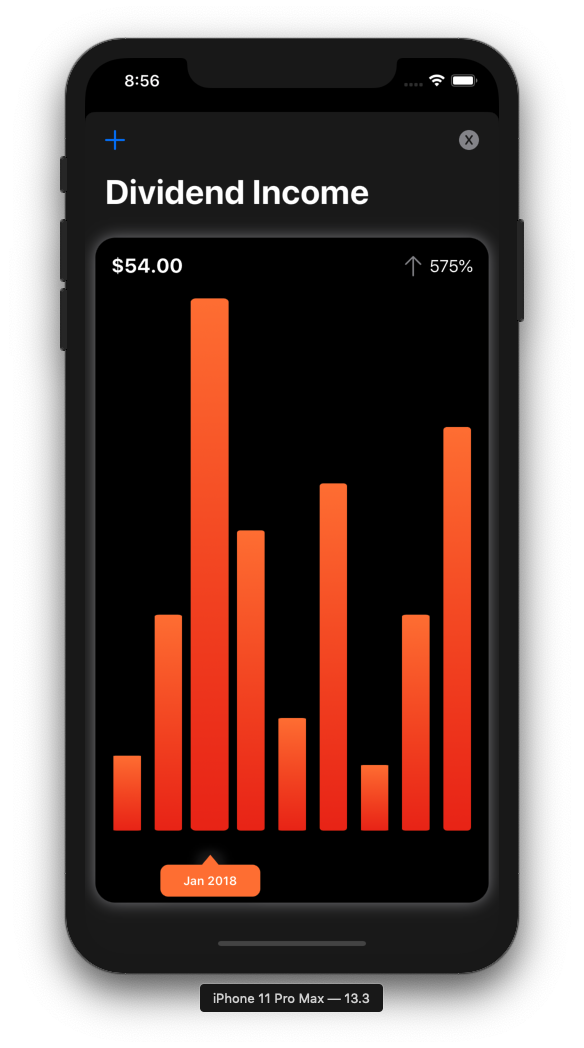 8:56
X
Dividend Income
$54.00
575%
Jan 2018
iPhone 11 Pro Max — 13.3